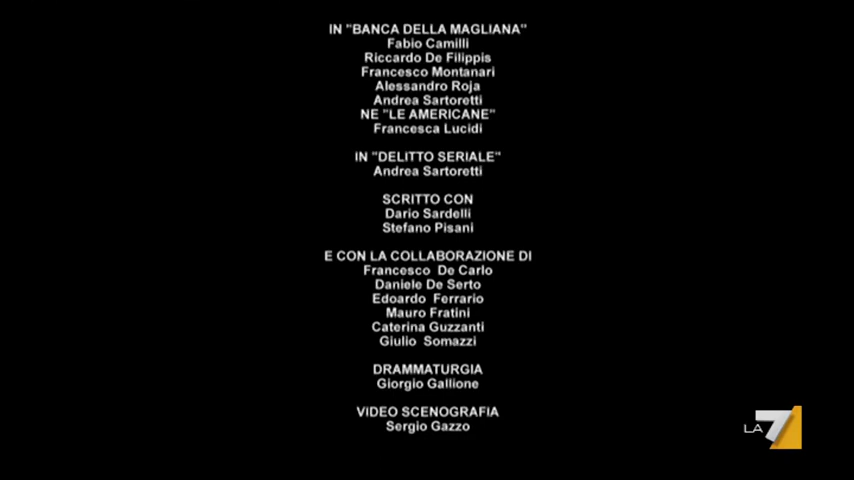 IN "BANCA DELLA MAGLIANA"
Fabio Camilli
Riccardo De Filippis
Francesco Montanari
Alessandro Roja
Andrea Sartoretti
NE "LE AMERICANE"
Francesca Lucidi
IN "DELITTO SERIALE"
Andrea Sartoretti
SCRITTO CON
Dario Sardelli
Stefano Pisani
E CON LA COLLABORAZIONE DI
Francesco De Carlo
Daniele De Serto
Edoardo Ferrario
Mauro Fratini
Caterina Guzzanti
Giulio Somazzi
DRAMMATURGIA
Giorgio Gallione
VIDEO SCENOGRAFIA
Sergio Gazzo
LA 7